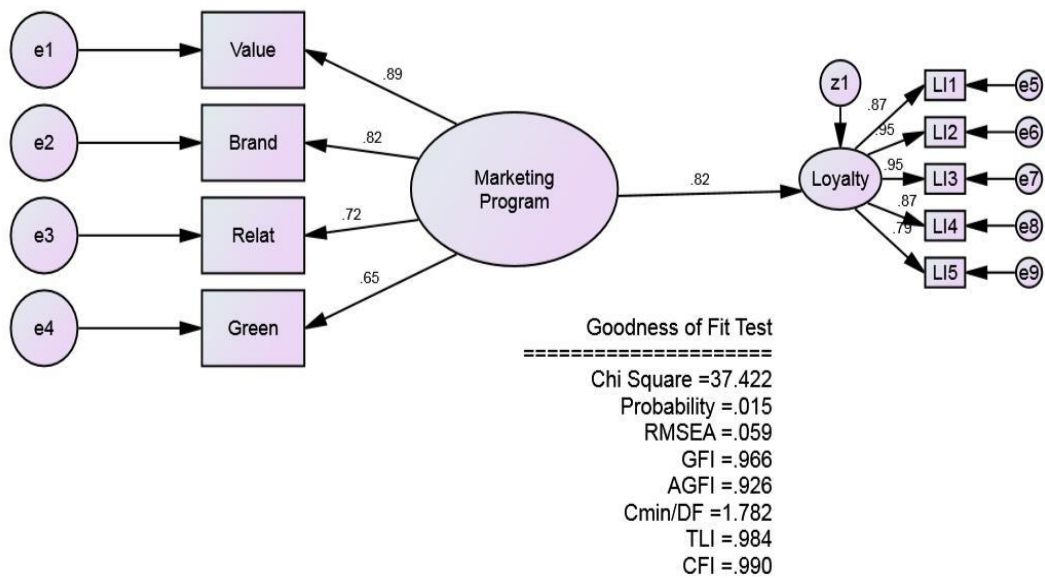 e1
Value
.89
e2
Brand
.82
e3
Relat
.72
e4
Green
.65
Marketing
Program
.82
z1
Loyalty
.87
LI1
e5
.95
LI2
e6
.95
LI3
e7
.87
LI4
e8
.79
LI5
e9
Goodness of Fit Test
=====================
Chi Square =37.422
Probability =.015
RMSEA =.059
GFI =.966
AGFI =.926
Cmin/DF =1.782
TLI =.984
CFI =.990